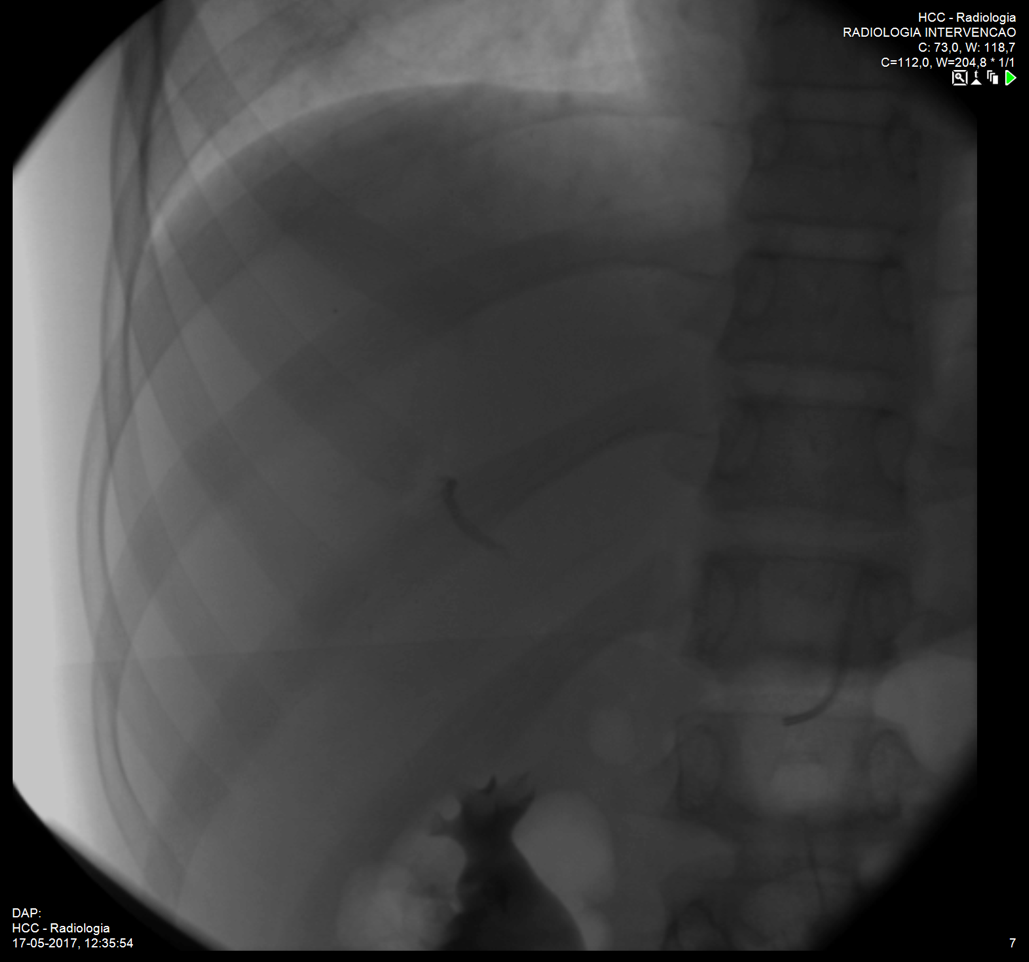 HCC - Radiologia
RADIOLOGIA INTERVENCAO
C: 73,0, W: 118,7
C=112,0, W=204,8 * 1/1
DAP:
HCC - Radiologia
17-05-2017, 12:35:54
7